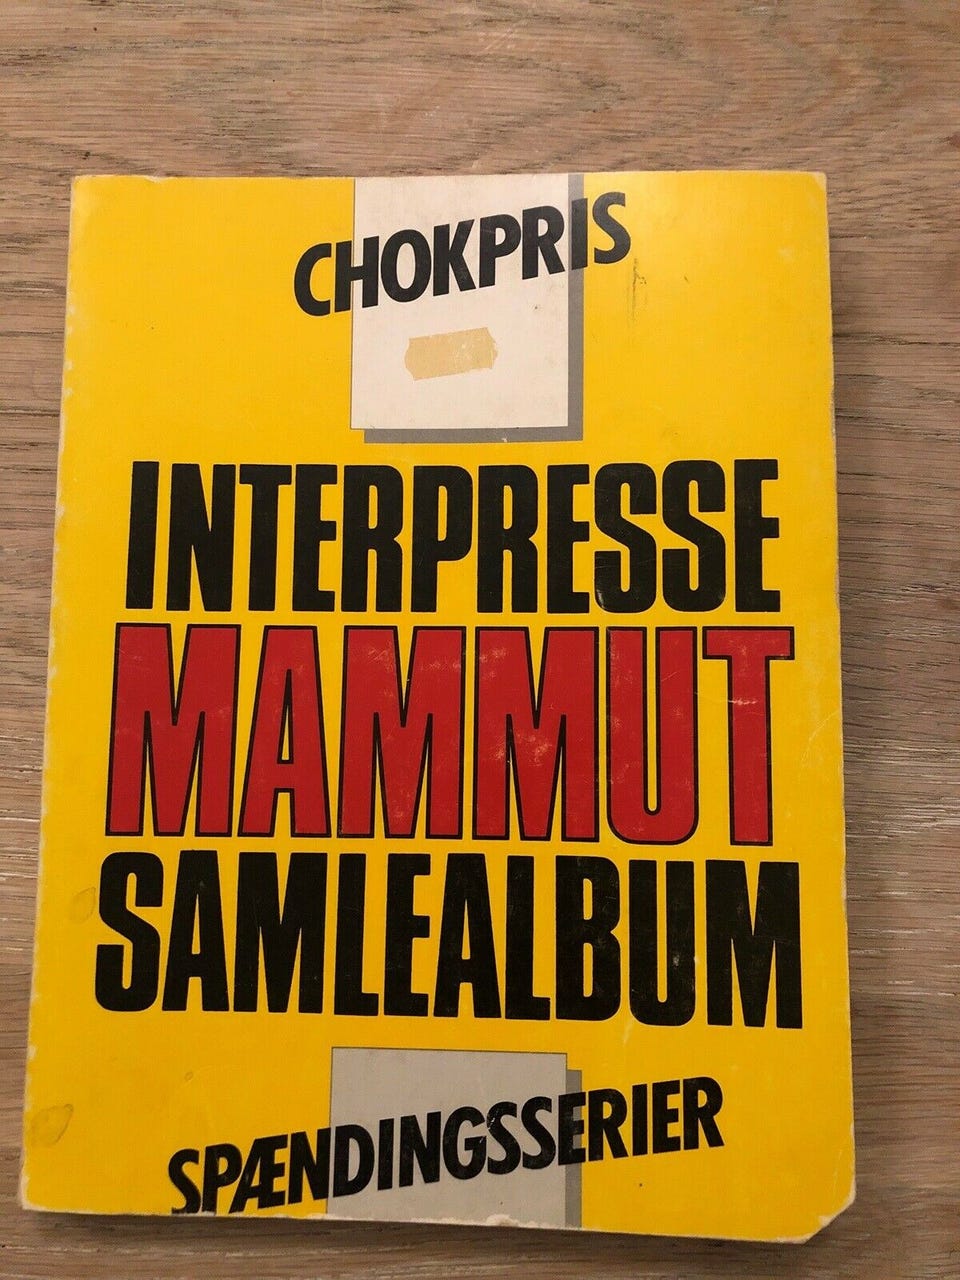 CHOKPRIS
INTERPRESSE
MAMMUT
SAMLEALBUM
SPÆNDINGSSERIER